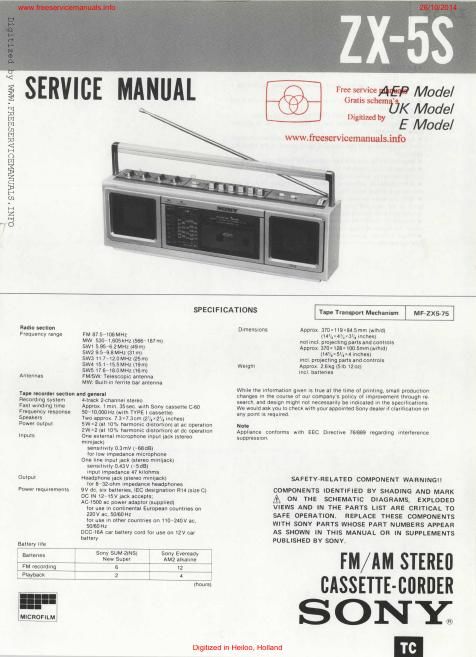 www.freeservicemanuals.info
26/10/2014
Digitized by WWW.FREESERVICEMANUALS.INFO
ZX-5S
SERVICE MANUAL
Free service manuals
Gratis schema's
Digitized by
www.freeservicemanuals.info
AEP Model
UK Model
E Model
SPECIFICATIONS
Radio section
Frequency range FM 87.5-108 MHz
MW 530-1,605 kHz (566-187 m)
SW1 5.95-6.2 MHz (49 m)
SW2 9.5-9.8 MHz (31 m)
SW3 11.7-12.0 MHz (25 m)
SW4 15.1-15.5 MHz (19 m)
SW5 17.6-18.0 MHz (16 m)
Antennas FM/SW: Telescopic antenna
MW: Built-in ferrite bar antenna
Tape recorder section and general
Recording system 4-track 2-channel stereo
Fast winding time Approx. 1 min. 35 sec. with Sony cassette C-60
Frequency response 50-10,000 Hz (with TYPE I cassette)
Speakers Two approx. 7.3×7.3 cm (2⅞×2⅞ inches)
Power output 5 W×2 (at 10% harmonic distortion) at ac operation
2 W×2 (at 10% harmonic distortion) at dc operation
Inputs One external microphone input jack (stereo
minijack)
sensitivity 0.3 mV (-68 dB)
for low impedance microphone
One line input jack (stereo minijack)
sensitivity 0.43 V (-5 dB)
input impedance 47 kilohms
Output Headphone jack (stereo minijack)
for 8-32-ohm impedance headphones
Power requirements 9 V dc, six batteries, IEC designation R14 (size C)
DC IN 12-15 V jack accepts;
AC-1500 ac power adaptor (supplied)
for use in continental European countries on
220 V ac, 50/60 Hz
for use in other countries on 110-240 V ac,
50/60 Hz
DCC-16A car battery cord for use on 12 V car
battery
Battery life
Batteries Sony SUM-2(NS) New Super Sony Eveready AM2 alkaline
FM recording 6 12
Playback 2 4
(hours)
MICROFILM
Tape Transport Mechanism MF-ZX5-75
Dimensions Approx. 370×119×84.5 mm (w/h/d)
not incl. projecting parts and controls
Approx. 370×128×100.5 mm (w/h/d)
incl. projecting parts and controls
Weight Approx. 2.6 kg (5 lb 12 oz)
incl. batteries
While the information given is true at the time of printing, small production
changes in the course of our company's policy of improvement through re-
search, and design might not necessarily be indicated in the specifications.
We would ask you to check with your appointed Sony dealer if clarification on
any point is required.
Note
Appliance conforms with EEC Directive 76/889 regarding interference
suppression.
SAFETY-RELATED COMPONENT WARNING!!
COMPONENTS IDENTIFIED BY SHADING AND MARK
⚠ ON THE SCHEMATIC DIAGRAMS, EXPLODED
VIEWS AND IN THE PARTS LIST ARE CRITICAL TO
SAFE OPERATION. REPLACE THESE COMPONENTS
WITH SONY PARTS WHOSE PART NUMBERS APPEAR
AS SHOWN IN THIS MANUAL OR IN SUPPLEMENTS
PUBLISHED BY SONY.
FM/AM STEREO
CASSETTE-CORDER
SONY®
Digitized in Heiloo, Holland
TC